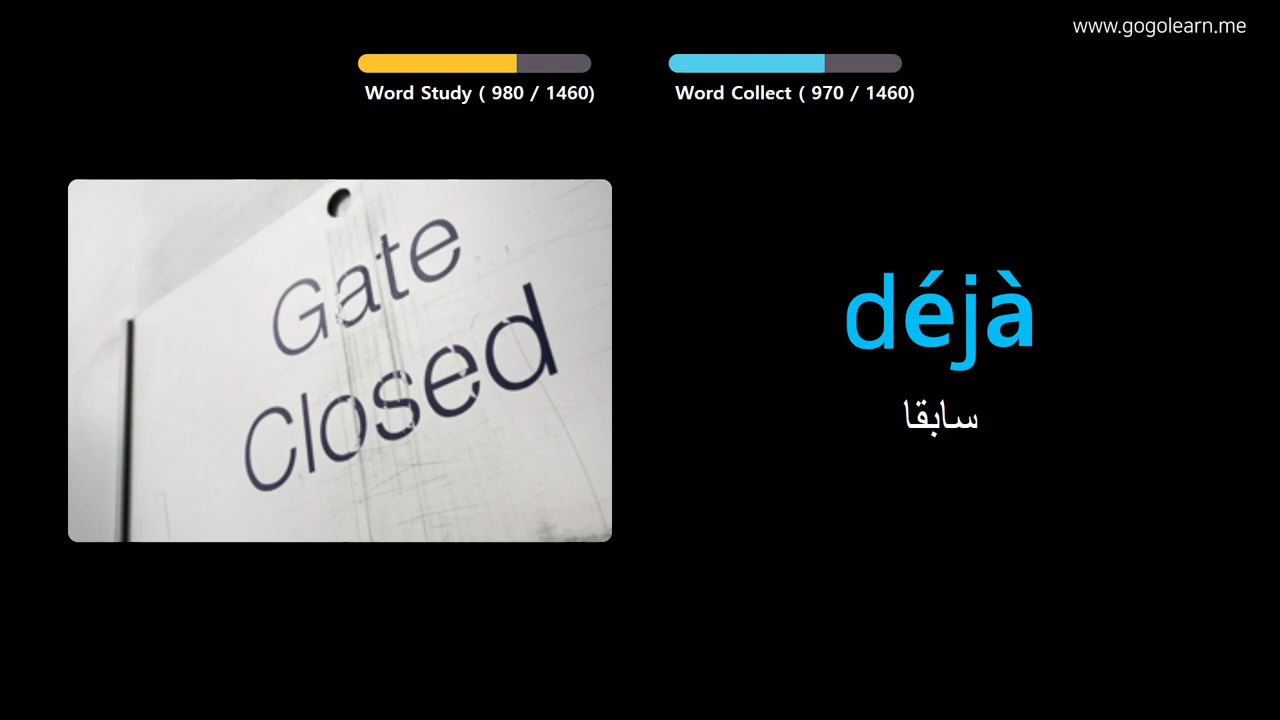 www.gogolearn.me
Word Study ( 980 / 1460)
Word Collect ( 970 / 1460)
Gate
Closed
déjà
سابقا